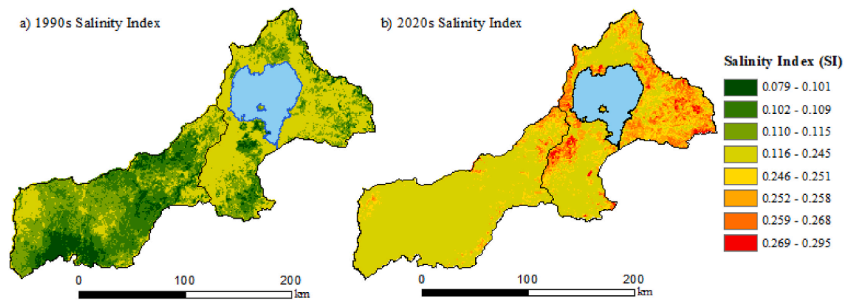 a) 1990s Salinity Index
b) 2020s Salinity Index
Salinity Index (SI)
0.079 - 0.101
0.102 - 0.109
0.110 - 0.115
0.116 - 0.245
0.246 - 0.251
0.252 - 0.258
0.259 - 0.268
0.269 - 0.295
0 100 200
km
0 100 200
km